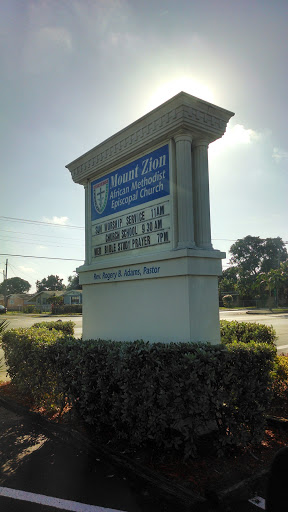 Mount Zion
African Methodist
Episcopal Church
SUN WORSHIP SERVICE 11AM
CHURCH SCHOOL 9 30 AM
WED BIBLE STUDY PRAYER 7PM
Rev. Ragery B. Adams, Pastor